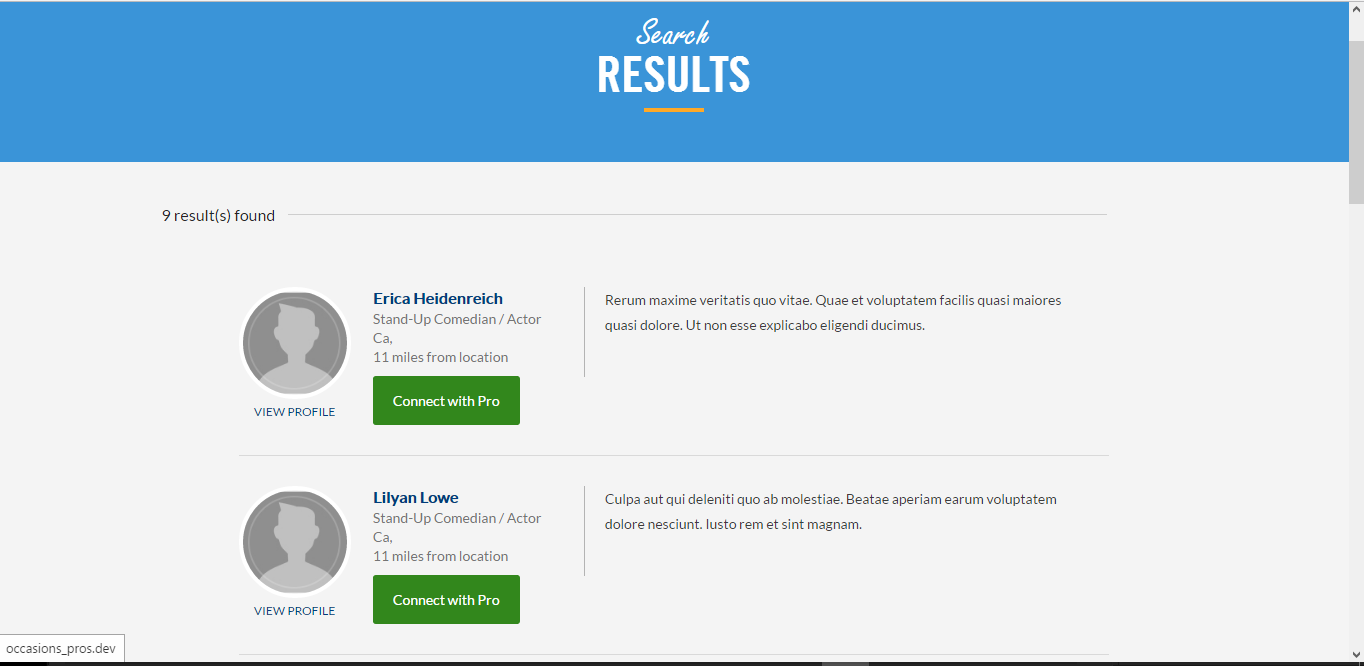 Search
RESULTS
9 result(s) found
Erica Heidenreich
Stand-Up Comedian / Actor
Ca,
11 miles from location
Connect with Pro
VIEW PROFILE
Rerum maxime veritatis quo vitae. Quae et voluptatem facilis quasi maiores
quasi dolore. Ut non esse explicabo eligendi ducimus.
Lilyan Lowe
Stand-Up Comedian / Actor
Ca,
11 miles from location
Connect with Pro
VIEW PROFILE
Culpa aut qui deleniti quo ab molestiae. Beatae aperiam earum voluptatem
dolore nesciunt. Iusto rem et sint magnam.
occasions_pros.dev